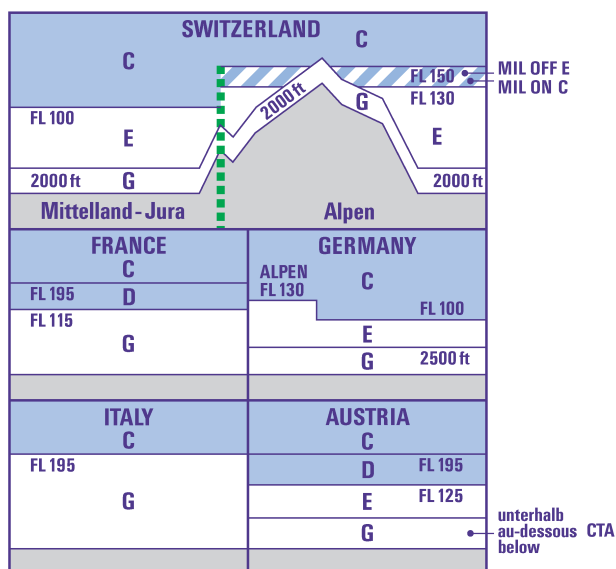 SWITZERLAND
C
C
FL 150
MIL OFF E
MIL ON C
FL 130
2000 ft
G
FL 100
E
E
2000 ft
G
2000 ft
Mittelland - Jura
Alpen
FRANCE
C
FL 195
D
FL 115
G
GERMANY
ALPEN
FL 130
C
FL 100
E
G
2500 ft
ITALY
C
FL 195
G
AUSTRIA
C
D
FL 195
E
FL 125
G
unterhalb
au-dessous CTA
below